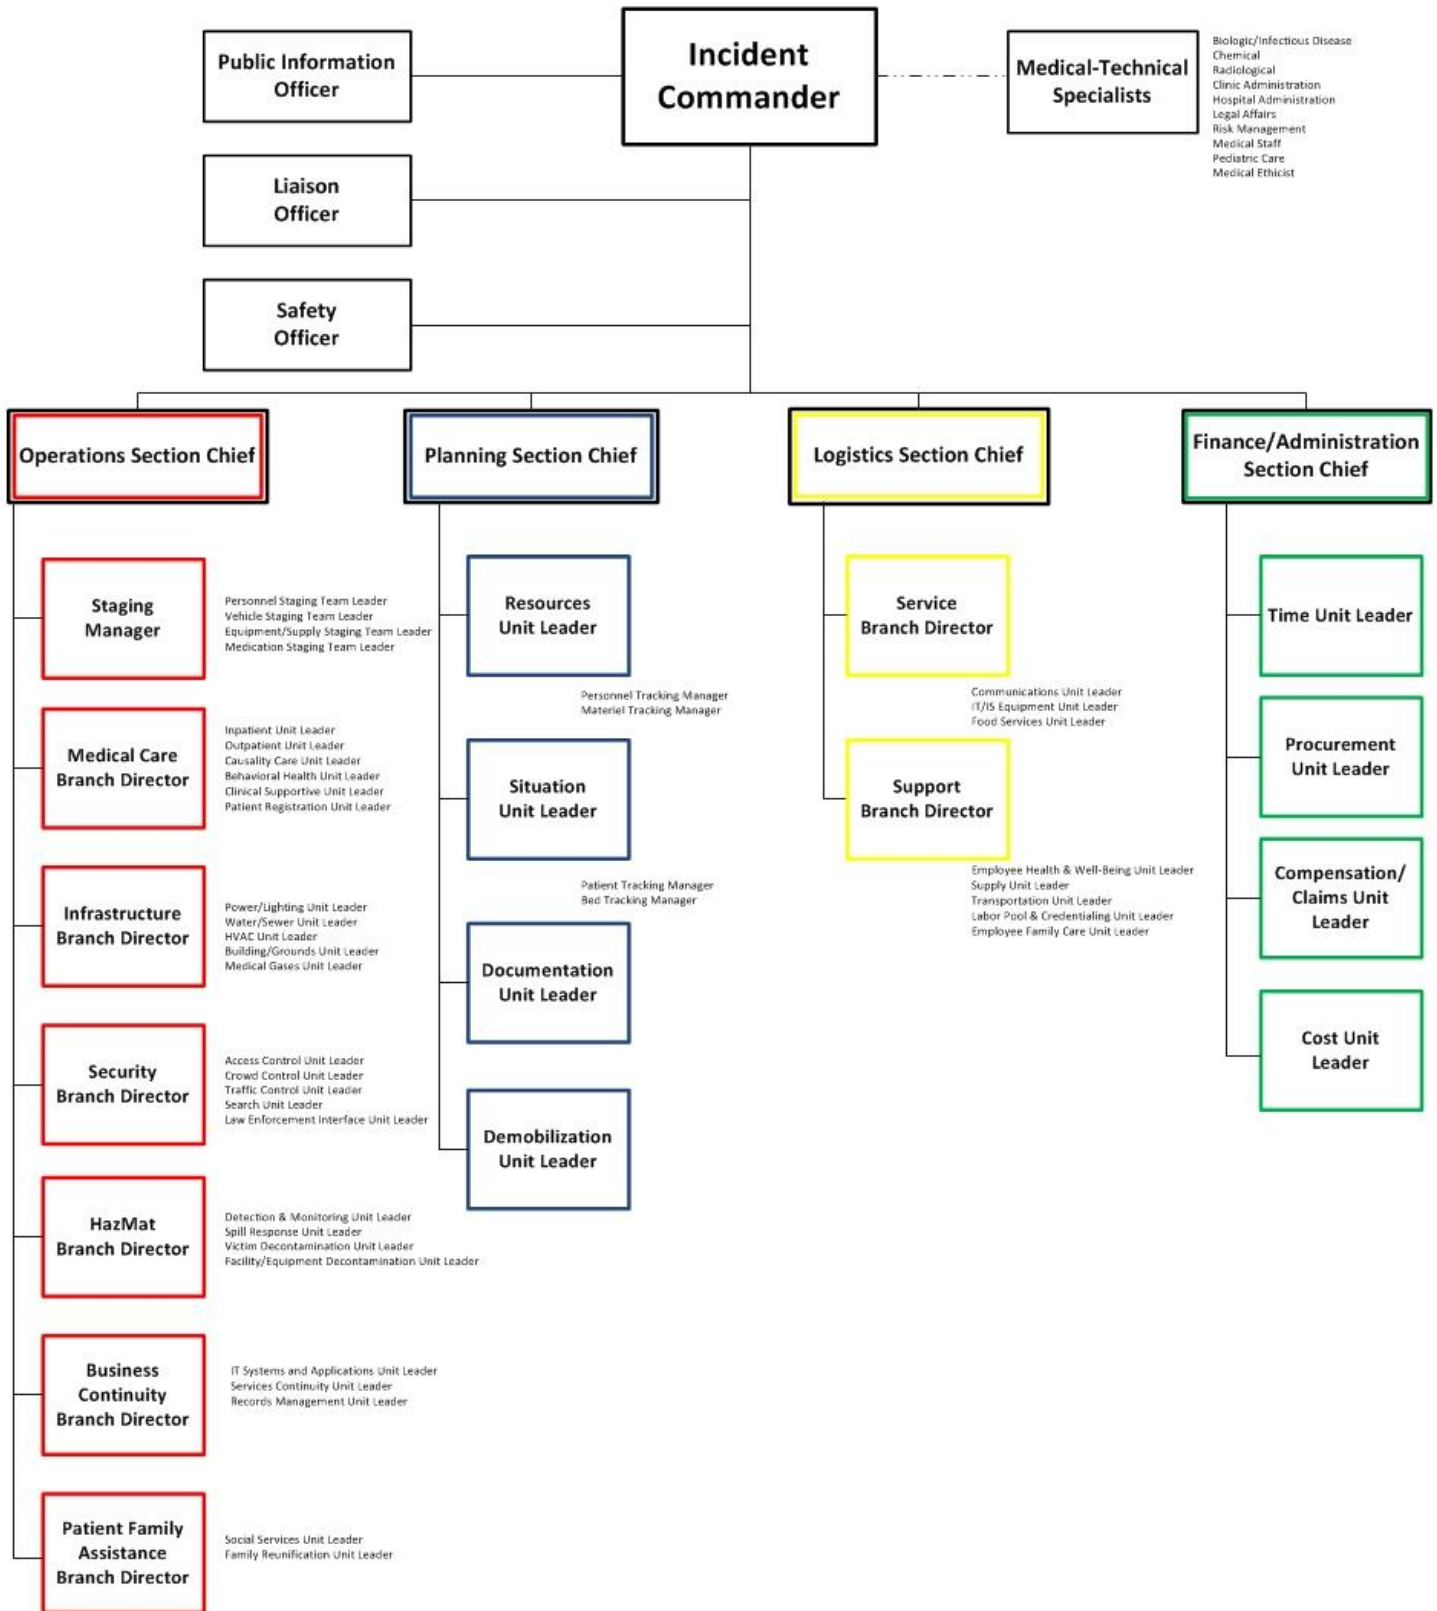 Public Information
Officer
Incident
Commander
Medical-Technical
Specialists
Biologic/Infectious Disease
Chemical
Radiological
Clinic Administration
Hospital Administration
Legal Affairs
Risk Management
Medical Staff
Pediatric Care
Medical Ethicist
Liaison
Officer
Safety
Officer
Operations Section Chief
Planning Section Chief
Logistics Section Chief
Finance/Administration
Section Chief
Staging
Manager
Personnel Staging Team Leader
Vehicle Staging Team Leader
Equipment/Supply Staging Team Leader
Medication Staging Team Leader
Medical Care
Branch Director
Inpatient Unit Leader
Outpatient Unit Leader
Causality Care Unit Leader
Behavioral Health Unit Leader
Clinical Supportive Unit Leader
Patient Registration Unit Leader
Infrastructure
Branch Director
Power/Lighting Unit Leader
Water/Sewer Unit Leader
HVAC Unit Leader
Building/Grounds Unit Leader
Medical Gases Unit Leader
Security
Branch Director
Access Control Unit Leader
Crowd Control Unit Leader
Traffic Control Unit Leader
Search Unit Leader
Law Enforcement Interface Unit Leader
HazMat
Branch Director
Detection & Monitoring Unit Leader
Spill Response Unit Leader
Victim Decontamination Unit Leader
Facility/Equipment Decontamination Unit Leader
Business
Continuity
Branch Director
IT Systems and Applications Unit Leader
Services Continuity Unit Leader
Records Management Unit Leader
Patient Family
Assistance
Branch Director
Social Services Unit Leader
Family Reunification Unit Leader
Resources
Unit Leader
Personnel Tracking Manager
Materiel Tracking Manager
Situation
Unit Leader
Patient Tracking Manager
Bed Tracking Manager
Documentation
Unit Leader
Demobilization
Unit Leader
Service
Branch Director
Communications Unit Leader
IT/IS Equipment Unit Leader
Food Services Unit Leader
Support
Branch Director
Employee Health & Well-Being Unit Leader
Supply Unit Leader
Transportation Unit Leader
Labor Pool & Credentialing Unit Leader
Employee Family Care Unit Leader
Time Unit Leader
Procurement
Unit Leader
Compensation/
Claims Unit
Leader
Cost Unit
Leader